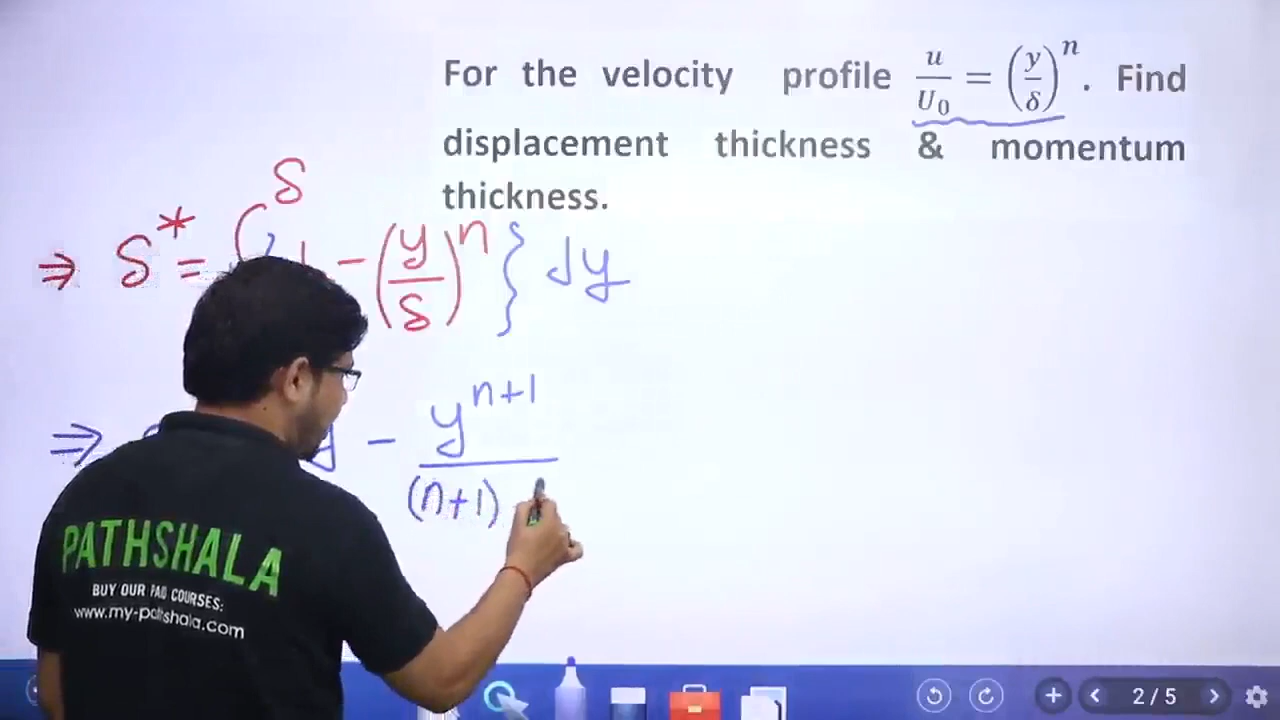 For the velocity profile u/U₀ = (y/δ)ⁿ. Find
displacement thickness & momentum
thickness.
⇒ δ* = ∫ δ 1 - (y/δ)ⁿ } dy
⇒ y - y^(n+1) / (n+1)
PATHSHALA
BUY OUR PAID COURSES:
www.my-pathshala.com
2 / 5